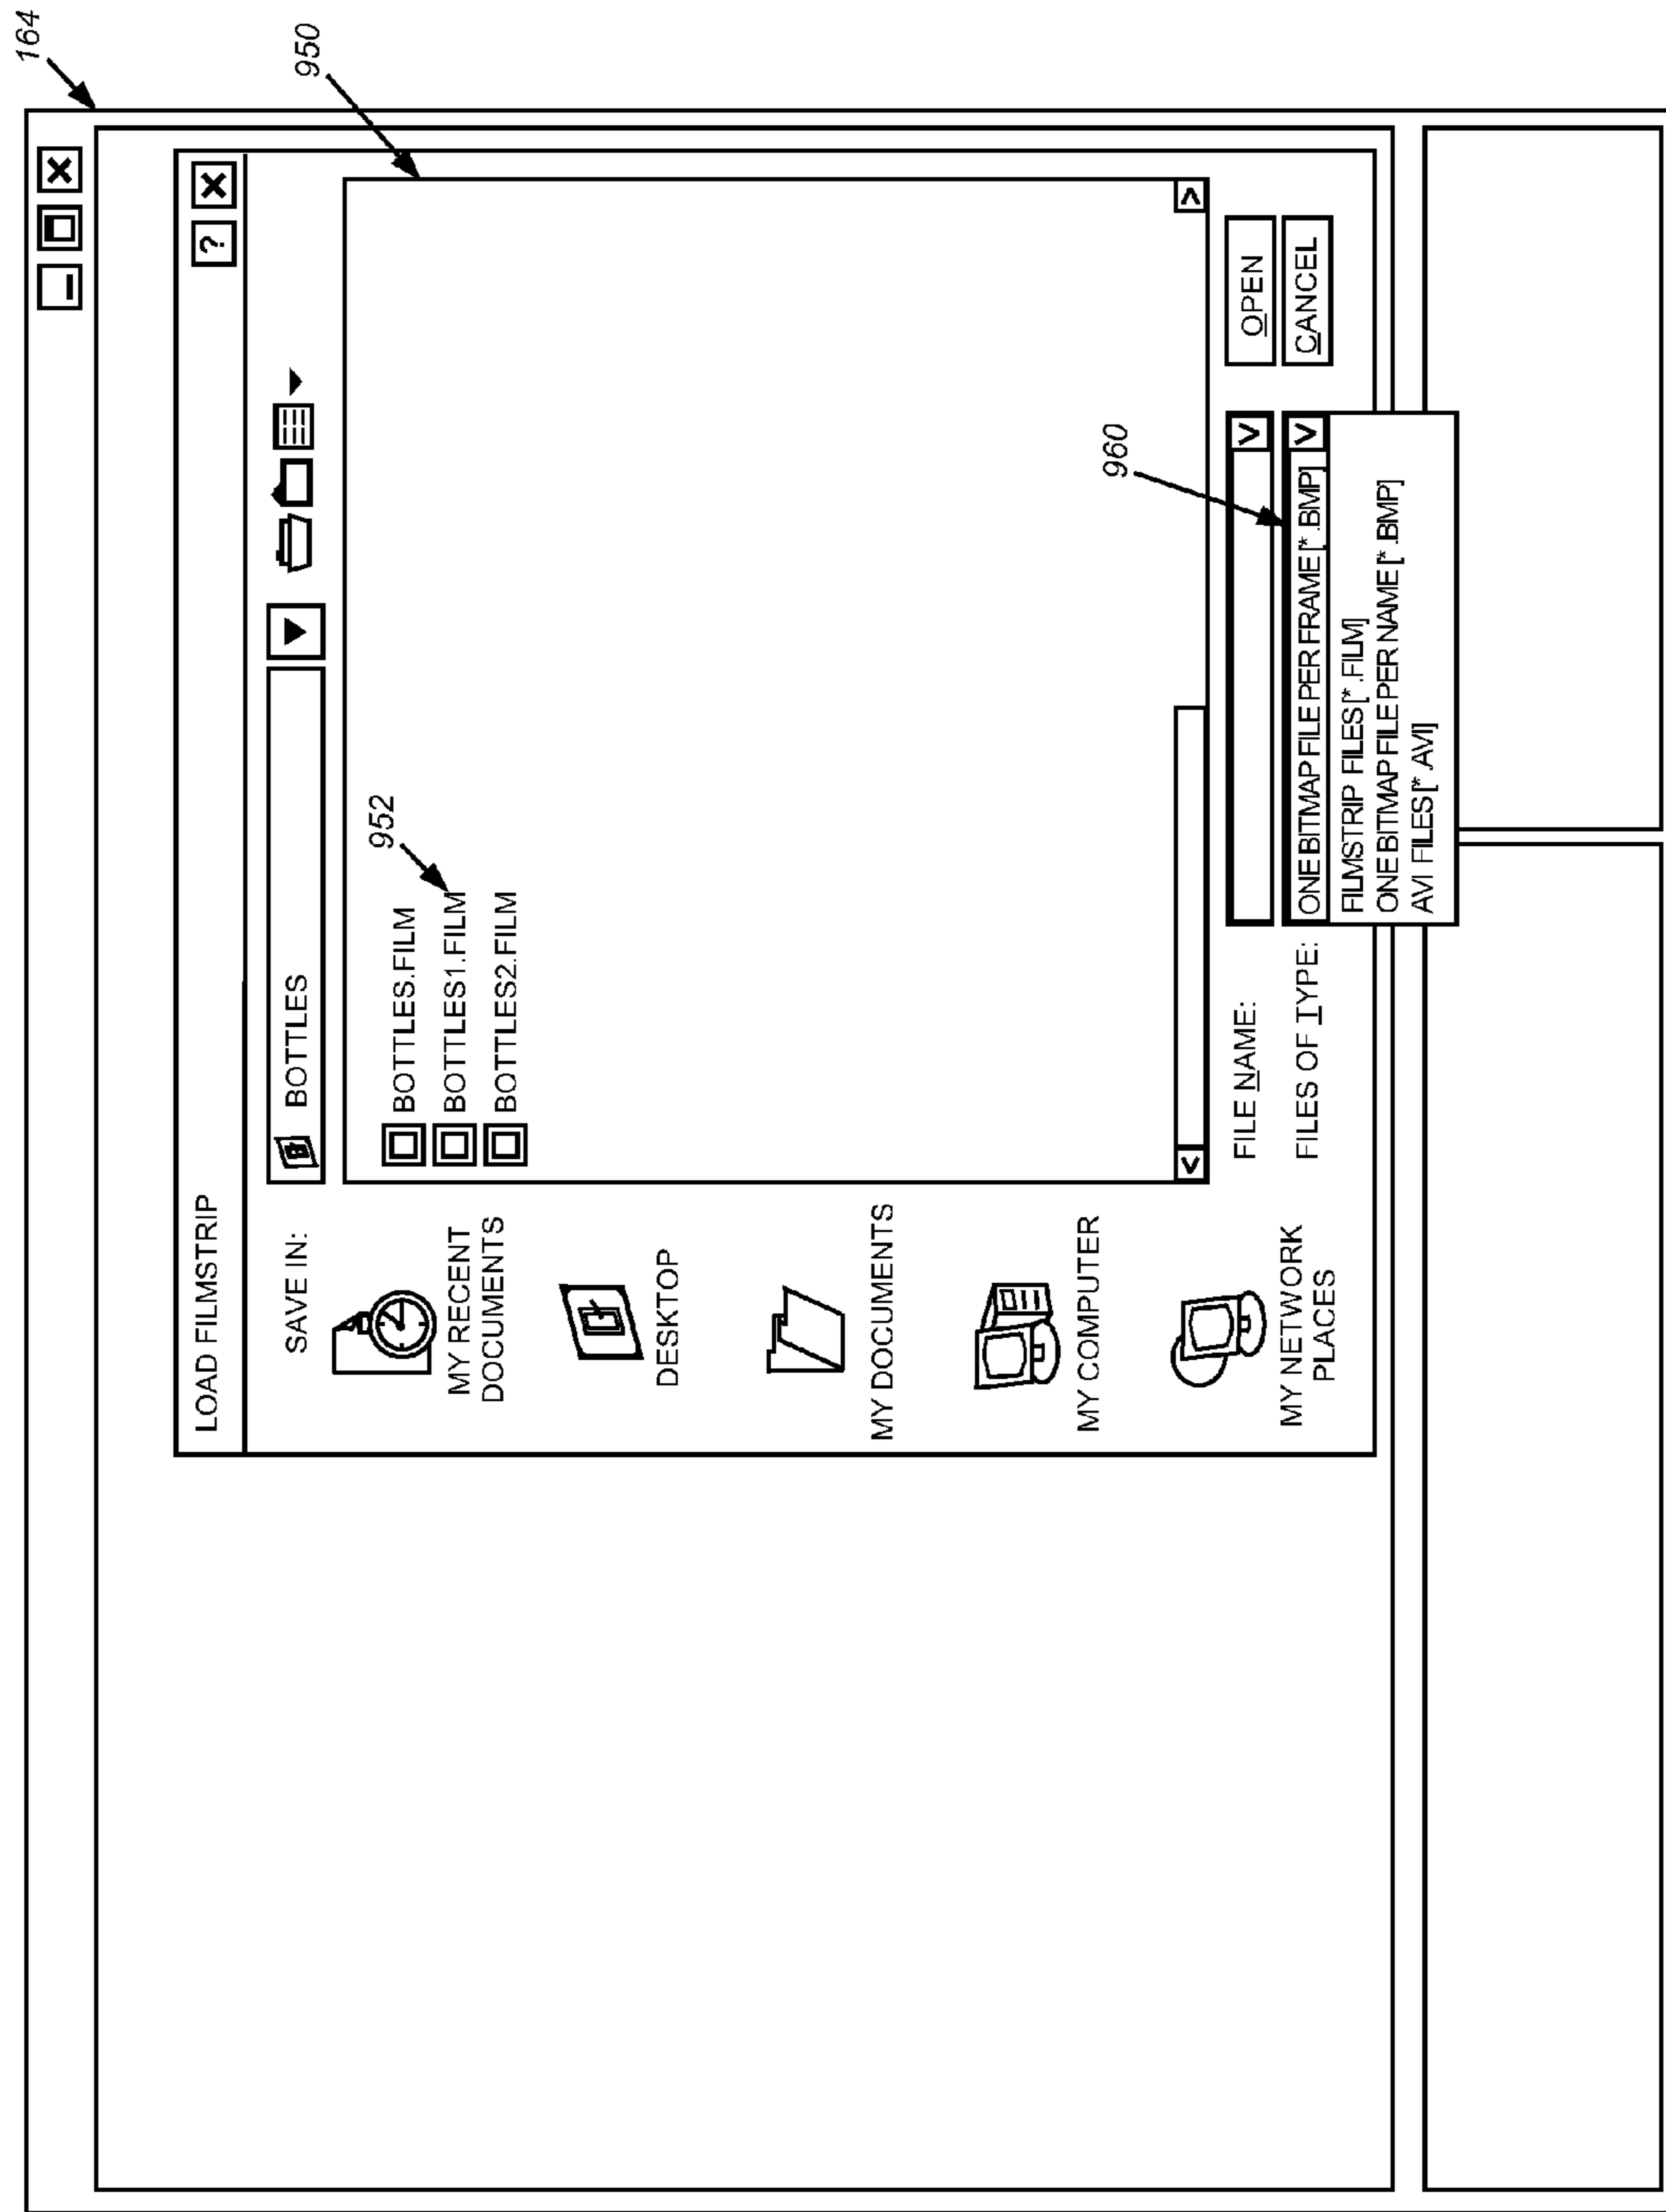 164
950
LOAD FILMSTRIP
? 
SAVE IN:
BOTTLES
MY RECENT
DOCUMENTS
DESKTOP
MY DOCUMENTS
MY COMPUTER
MY NETWORK
PLACES
BOTTLES.FILM
952
BOTTLES1.FILM
BOTTLES2.FILM
960
FILE NAME:
OPEN
FILES OF TYPE:
ONE BITMAP FILE PER FRAME [*.BMP]
CANCEL
FILMSTRIP FILES [*.FILM]
ONE BITMAP FILE PER NAME [*.BMP]
AVI FILES [*.AVI]